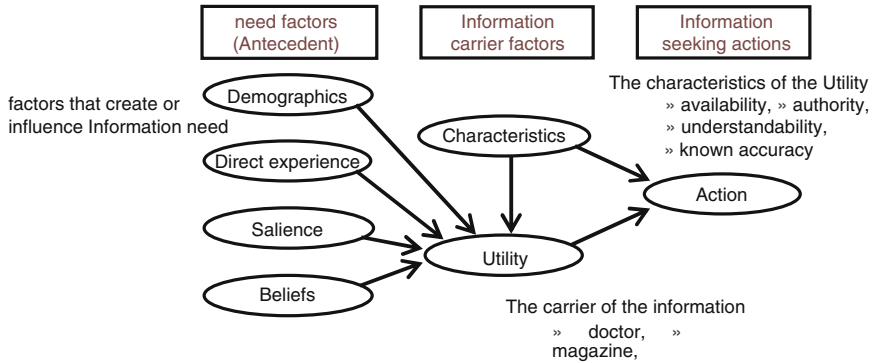 need factors
(Antecedent)
Information
carrier factors
Information
seeking actions
factors that create or
influence Information need
Demographics
Direct experience
Salience
Beliefs
Characteristics
Utility
The characteristics of the Utility
» availability, » authority,
» understandability,
» known accuracy
Action
The carrier of the information
» doctor, »
magazine,